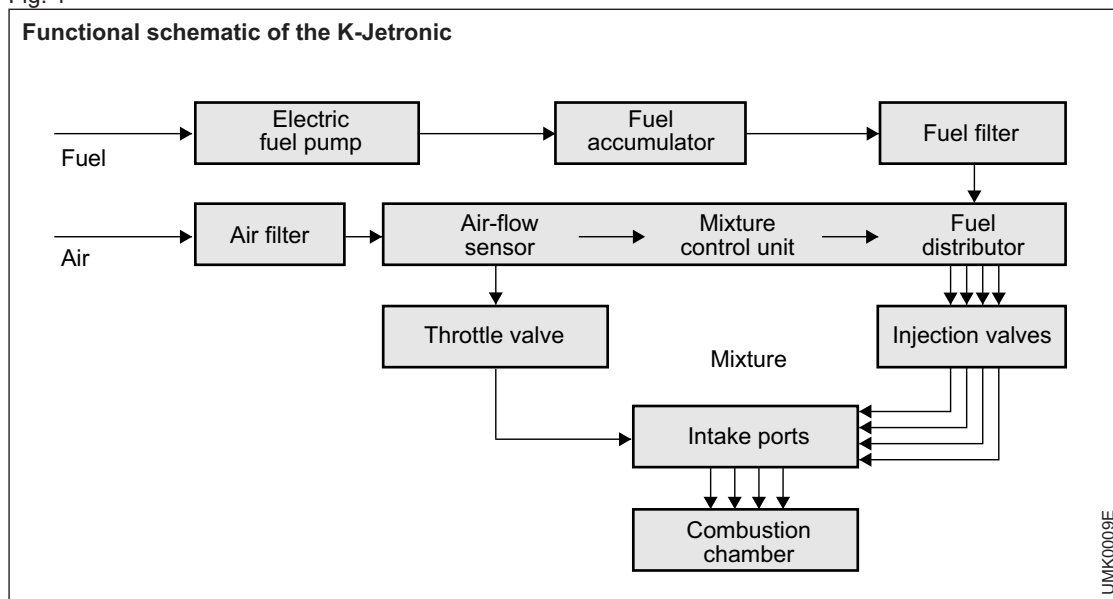 Functional schematic of the K-Jetronic
Electric
fuel pump
Fuel
accumulator
Fuel filter
Fuel
Air filter
Air-flow
sensor
Mixture
control unit
Fuel
distributor
Air
Throttle valve
Injection valves
Mixture
Intake ports
Combustion
chamber
UMK0009E